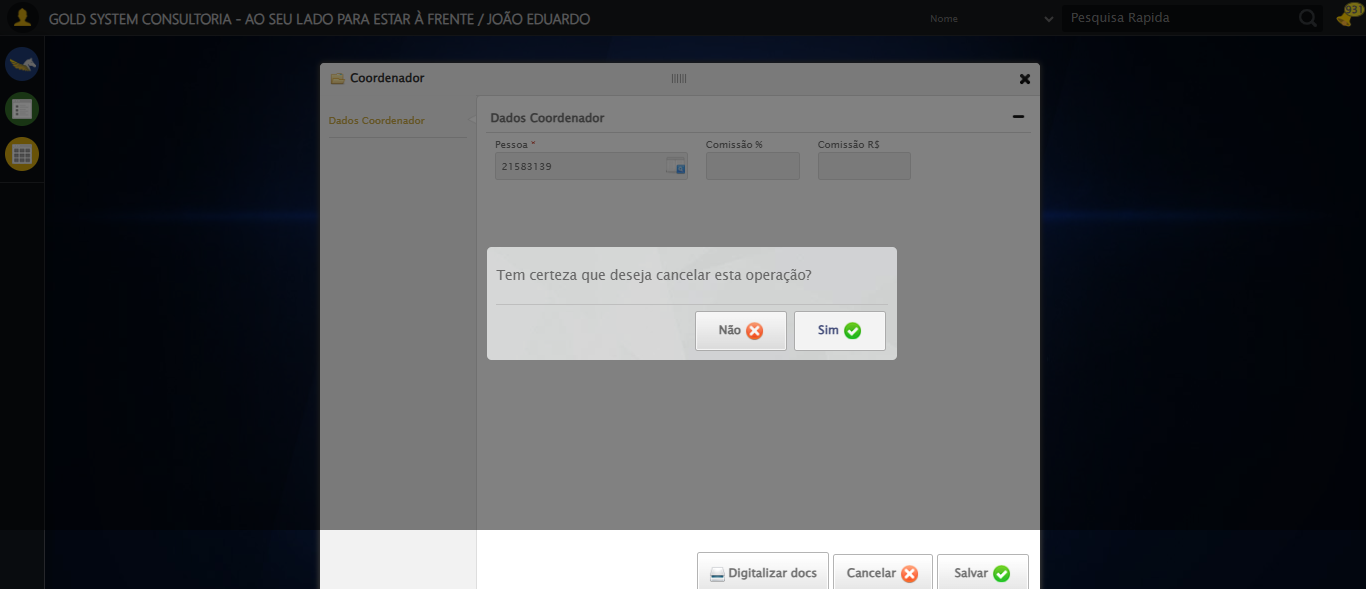 GOLD SYSTEM CONSULTORIA - AO SEU LADO PARA ESTAR À FRENTE / JOÃO EDUARDO
Nome
Pesquisa Rapida
931
Coordenador
Dados Coordenador
Dados Coordenador
Pessoa *
Comissão %
Comissão R$
21583139
Tem certeza que deseja cancelar esta operação?
Não
Sim
Digitalizar docs
Cancelar
Salvar